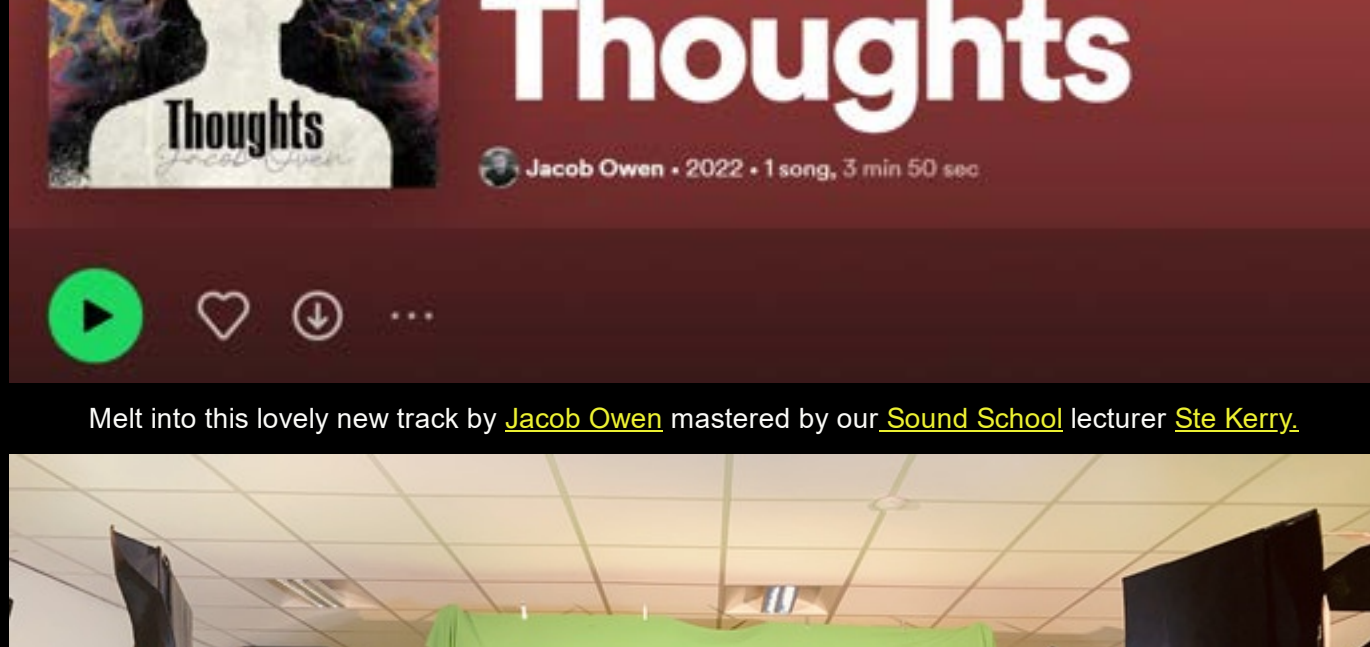 Thoughts
Thoughts
Jacob Owen
Jacob Owen • 2022 • 1 song, 3 min 50 sec
Melt into this lovely new track by Jacob Owen mastered by our Sound School lecturer Ste Kerry.